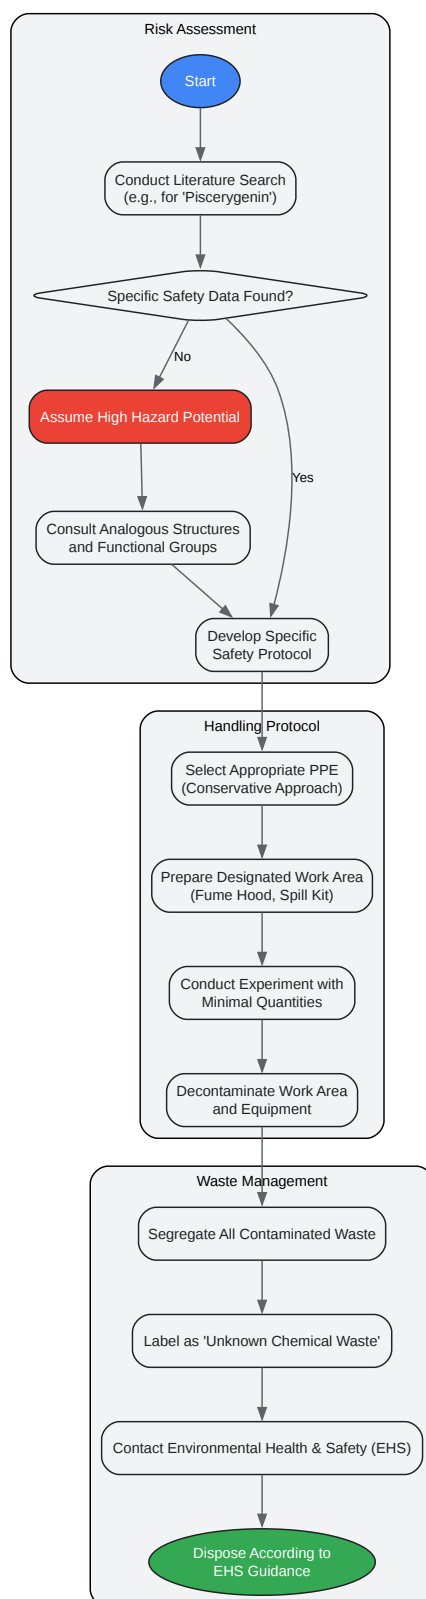 Risk Assessment
Start
Conduct Literature Search
(e.g., for 'Piscerygenin')
Specific Safety Data Found?
No
Assume High Hazard Potential
Yes
Consult Analogous Structures
and Functional Groups
Develop Specific
Safety Protocol
Handling Protocol
Select Appropriate PPE
(Conservative Approach)
Prepare Designated Work Area
(Fume Hood, Spill Kit)
Conduct Experiment with
Minimal Quantities
Decontaminate Work Area
and Equipment
Waste Management
Segregate All Contaminated Waste
Label as 'Unknown Chemical Waste'
Contact Environmental Health & Safety (EHS)
Dispose According to
EHS Guidance